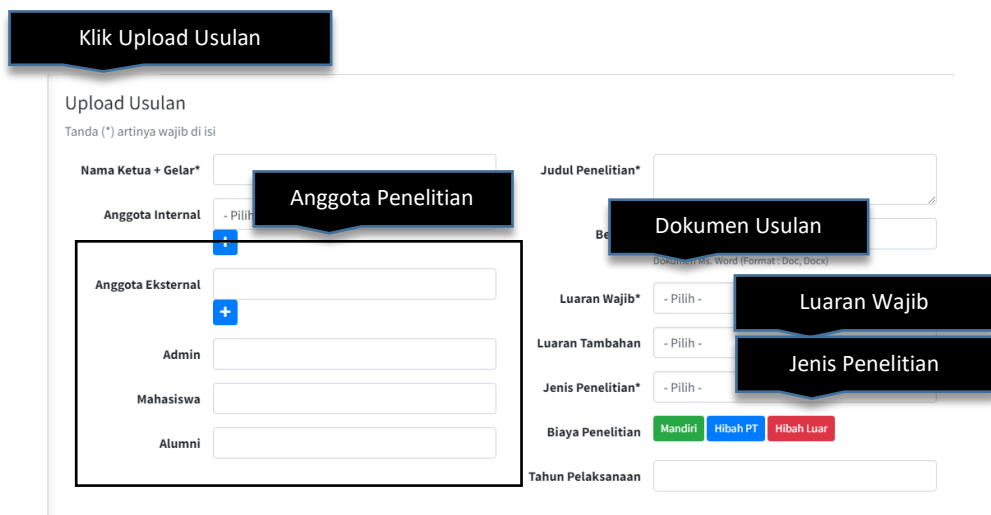 Klik Upload Usulan
Upload Usulan
Tanda (*) artinya wajib di isi
Nama Ketua + Gelar*
Anggota Penelitian
Anggota Internal
- Pilih
+
Anggota Eksternal
+
Admin
Mahasiswa
Alumni
Judul Penelitian*
Dokumen Usulan
Dokumen Ms. Word (Format : Doc, Docx)
Luaran Wajib*
- Pilih -
Luaran Wajib
Luaran Tambahan
- Pilih -
Jenis Penelitian
Jenis Penelitian*
- Pilih -
Biaya Penelitian
Mandiri
Hibah PT
Hibah Luar
Tahun Pelaksanaan